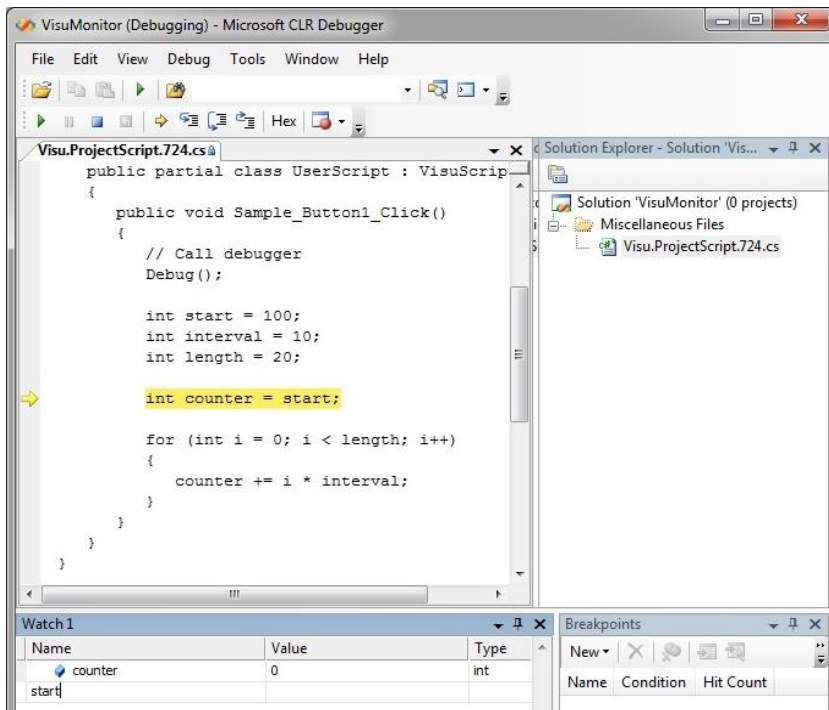 VisuMonitor (Debugging) - Microsoft CLR Debugger
File Edit View Debug Tools Window Help
Hex
Visu.ProjectScript.724.cs
public partial class UserScript : VisuScrip
{
public void Sample_Button1_Click()
{
// Call debugger
Debug();
int start = 100;
int interval = 10;
int length = 20;
int counter = start;
for (int i = 0; i < length; i++)
{
counter += i * interval;
}
}
}
}
Solution Explorer - Solution 'Vis...
Solution 'VisuMonitor' (0 projects)
Miscellaneous Files
Visu.ProjectScript.724.cs
Watch 1
Name Value Type
counter 0 int
start
Breakpoints
New
Name Condition Hit Count